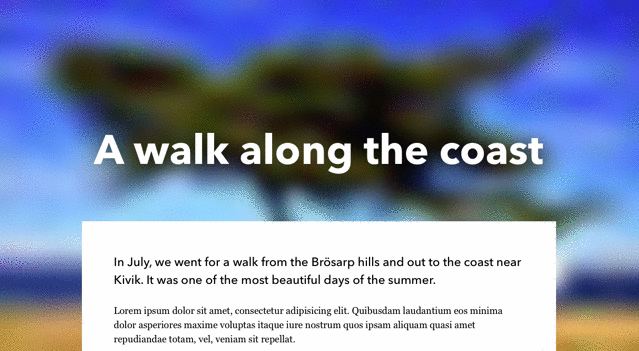 A walk along the coast
In July, we went for a walk from the Brösarp hills and out to the coast near
Kivik. It was one of the most beautiful days of the summer.
Lorem ipsum dolor sit amet, consectetur adipisicing elit. Quibusdam laudantium eos minima
dolor asperiores maxime voluptas itaque iure nostrum quos ipsam aliquam quasi amet
repudiandae totam, vel, veniam sit repellat.